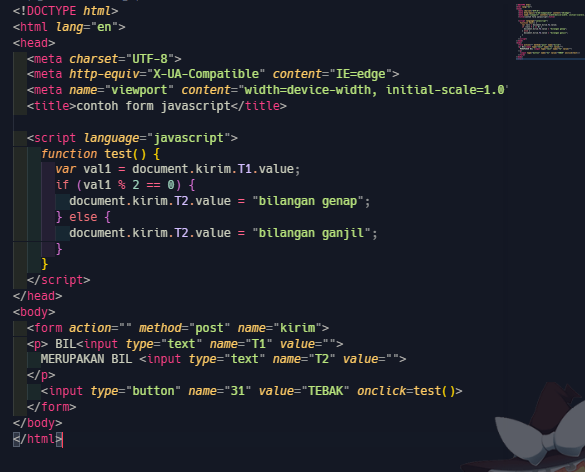 <!DOCTYPE html>
<html lang="en">
<head>
<meta charset="UTF-8">
<meta http-equiv="X-UA-Compatible" content="IE=edge">
<meta name="viewport" content="width=device-width, initial-scale=1.0"
<title>contoh form javascript</title>
<script language="javascript">
function test() {
var val1 = document.kirim.T1.value;
if (val1 % 2 == 0) {
document.kirim.T2.value = "bilangan genap";
} else {
document.kirim.T2.value = "bilangan ganjil";
}
}
</script>
</head>
<body>
<form action="" method="post" name="kirim">
<p> BIL<input type="text" name="T1" value="">
MERUPAKAN BIL <input type="text" name="T2" value="">
</p>
<input type="button" name="31" value="TEBAK" onclick=test()>
</form>
</body>
</html>